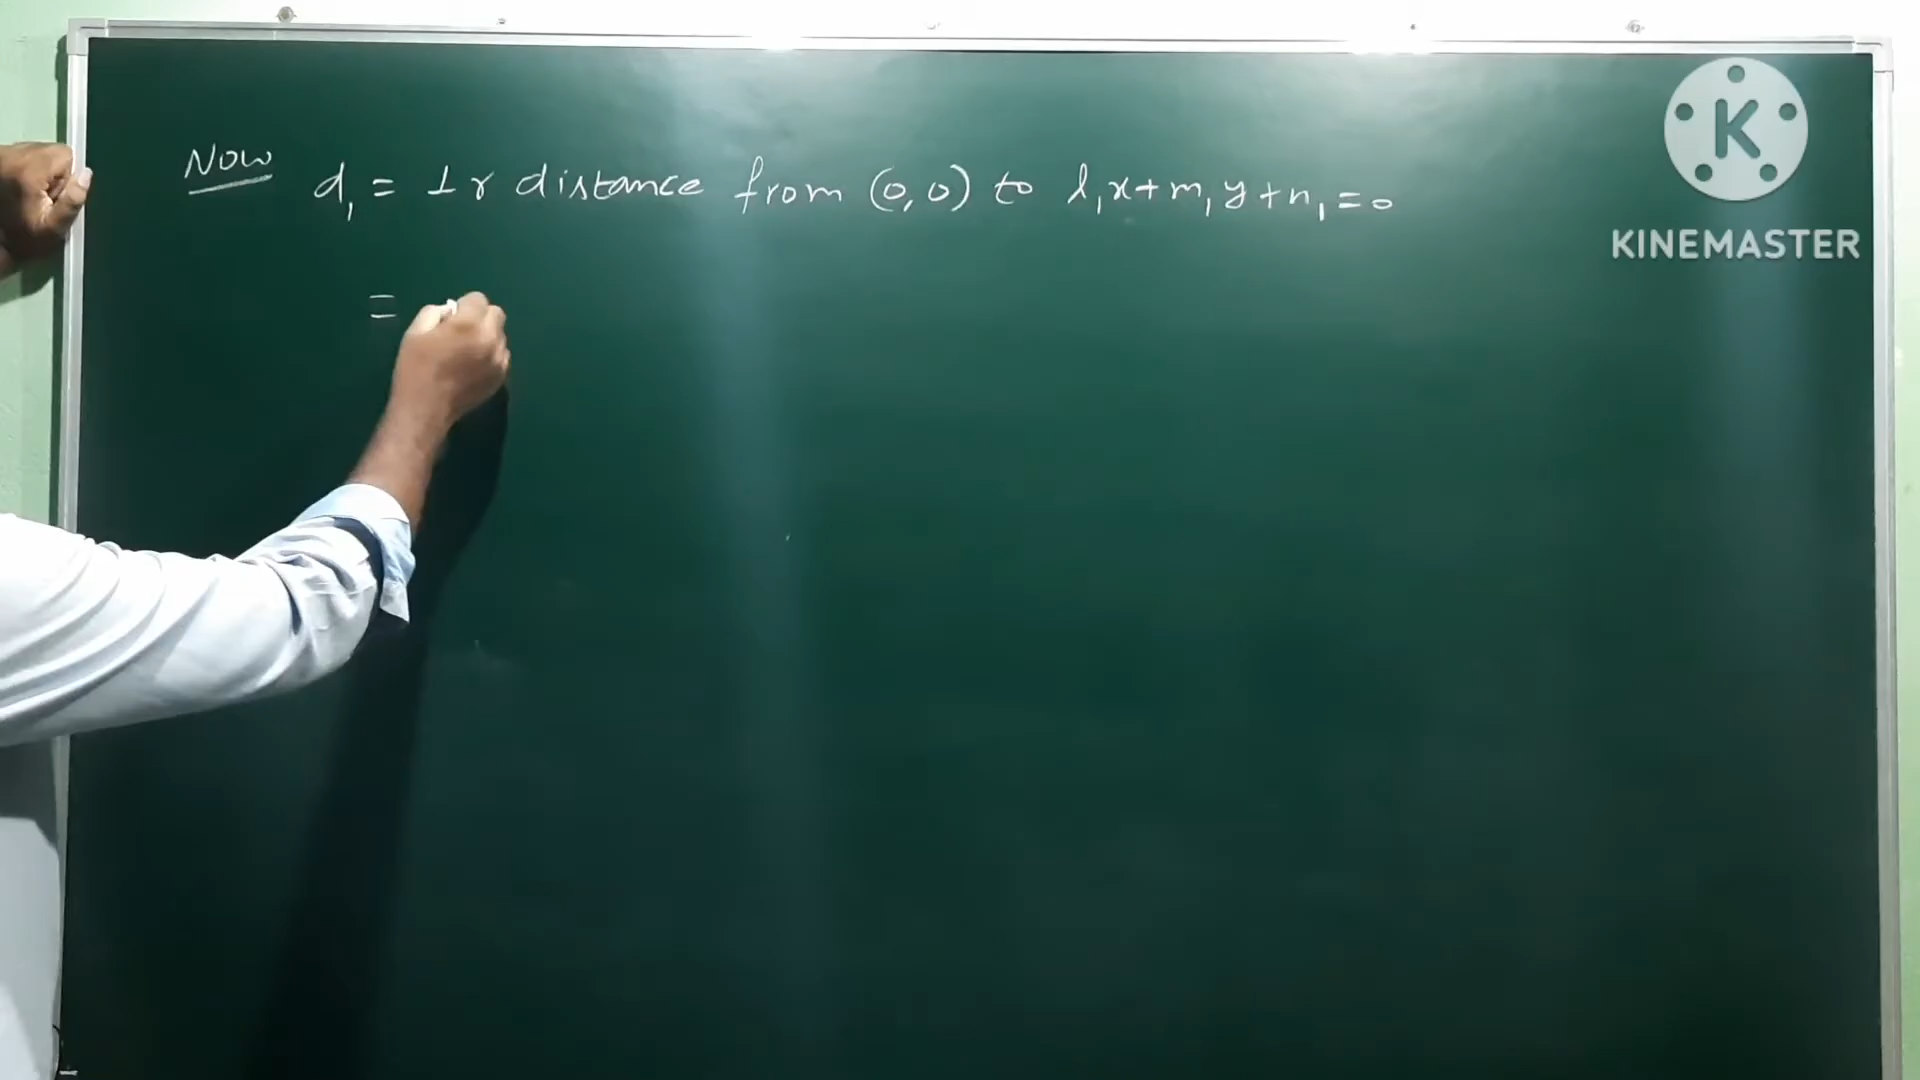 Now d₁ = ⊥r distance from (0,0) to l₁x+m₁y+n₁=0
=
K
KINEMASTER